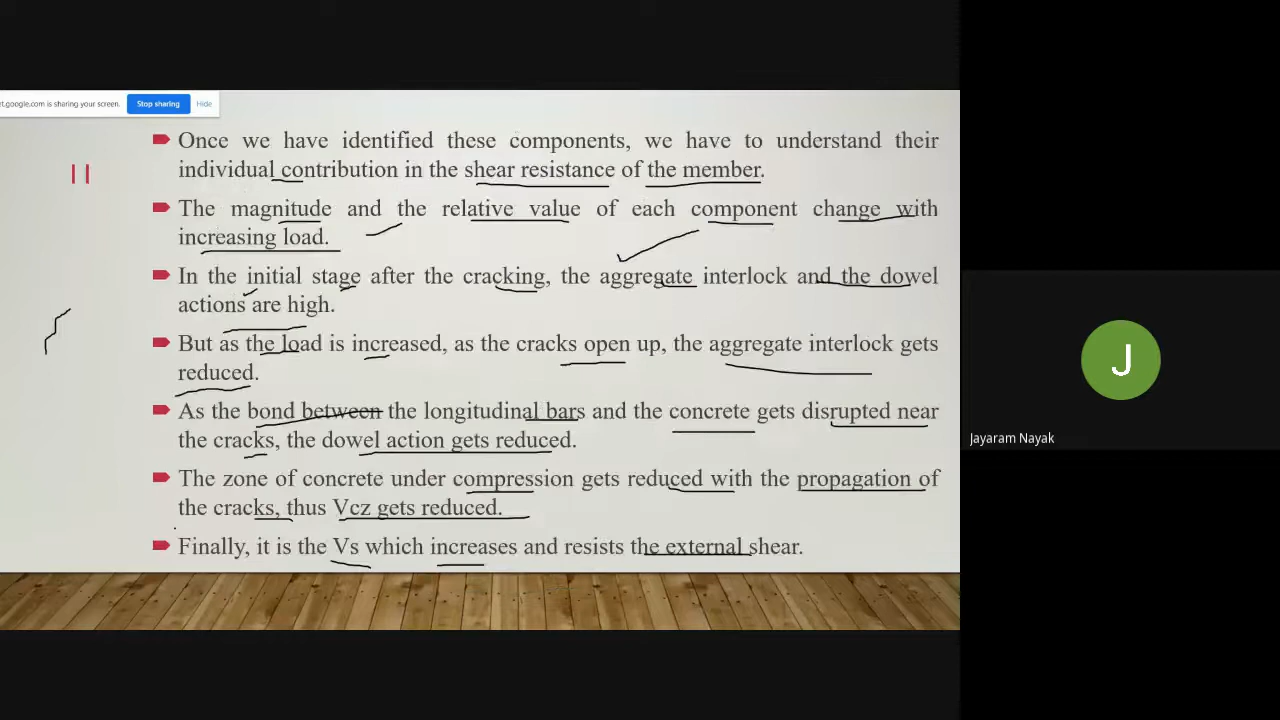 et.google.com is sharing your screen.
Stop sharing
Hide
Once we have identified these components, we have to understand their
individual contribution in the shear resistance of the member.
The magnitude and the relative value of each component change with
increasing load.
In the initial stage after the cracking, the aggregate interlock and the dowel
actions are high.
But as the load is increased, as the cracks open up, the aggregate interlock gets
reduced.
As the bond between the longitudinal bars and the concrete gets disrupted near
the cracks, the dowel action gets reduced.
The zone of concrete under compression gets reduced with the propagation of
the cracks, thus Vcz gets reduced.
Finally, it is the Vs which increases and resists the external shear.
J
Jayaram Nayak